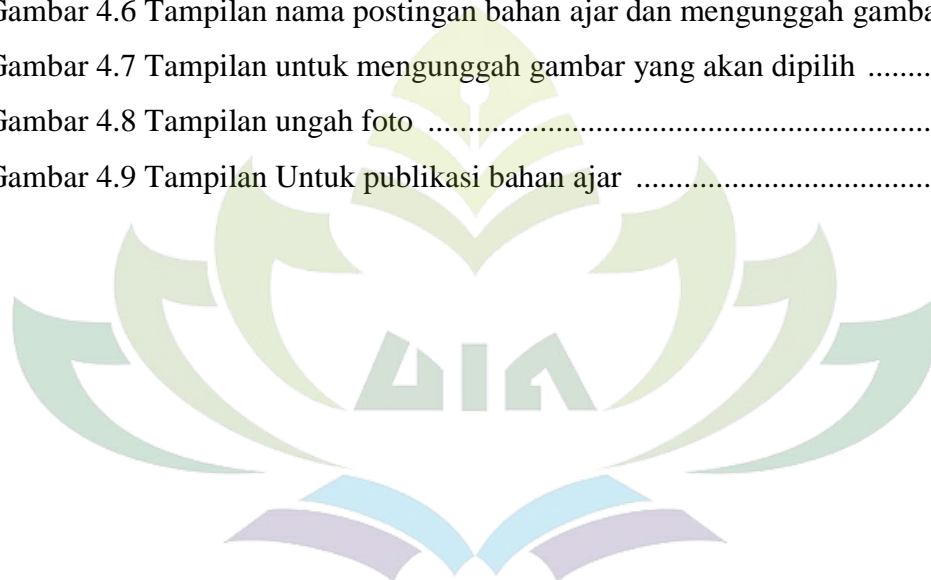 Gambar 4.6 Tampilan nama postingan bahan ajar dan mengunggah gamba
Gambar 4.7 Tampilan untuk mengunggah gambar yang akan dipilih ........
Gambar 4.8 Tampilan ungah foto ...............................................................
Gambar 4.9 Tampilan Untuk publikasi bahan ajar .....................................
UIN